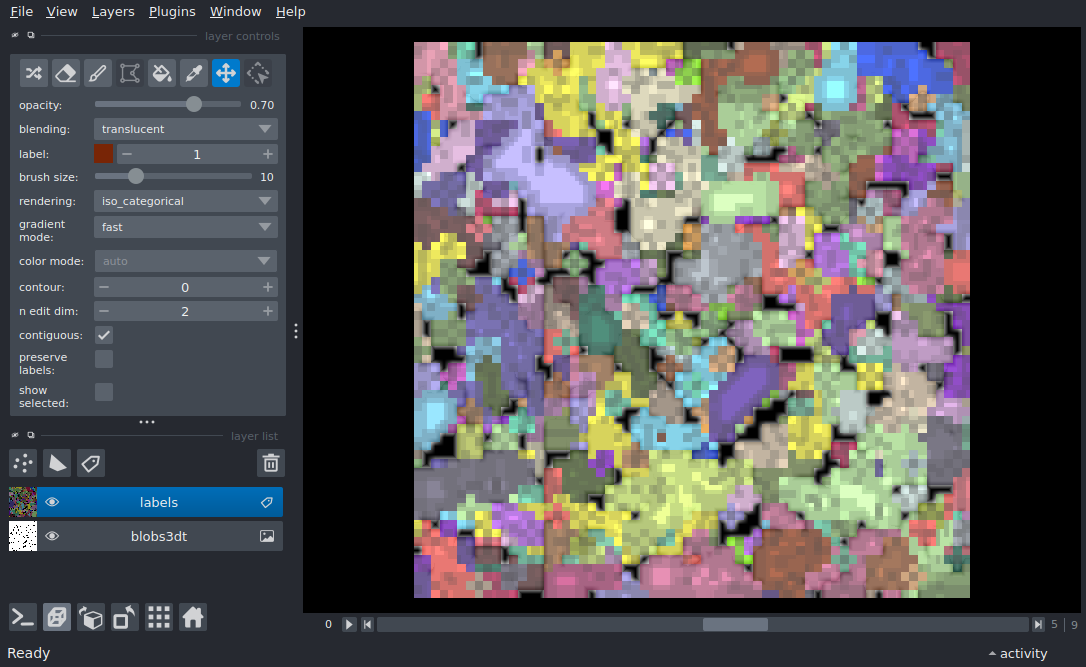 File View Layers Plugins Window Help
layer controls
opacity: 0.70
blending: translucent
label: 1
brush size: 10
rendering: iso_categorical
gradient
mode: fast
color mode: auto
contour: 0
n edit dim: 2
contiguous:
preserve
labels:
show
selected:
layer list
labels
blobs3dt
0 5 | 9
Ready activity